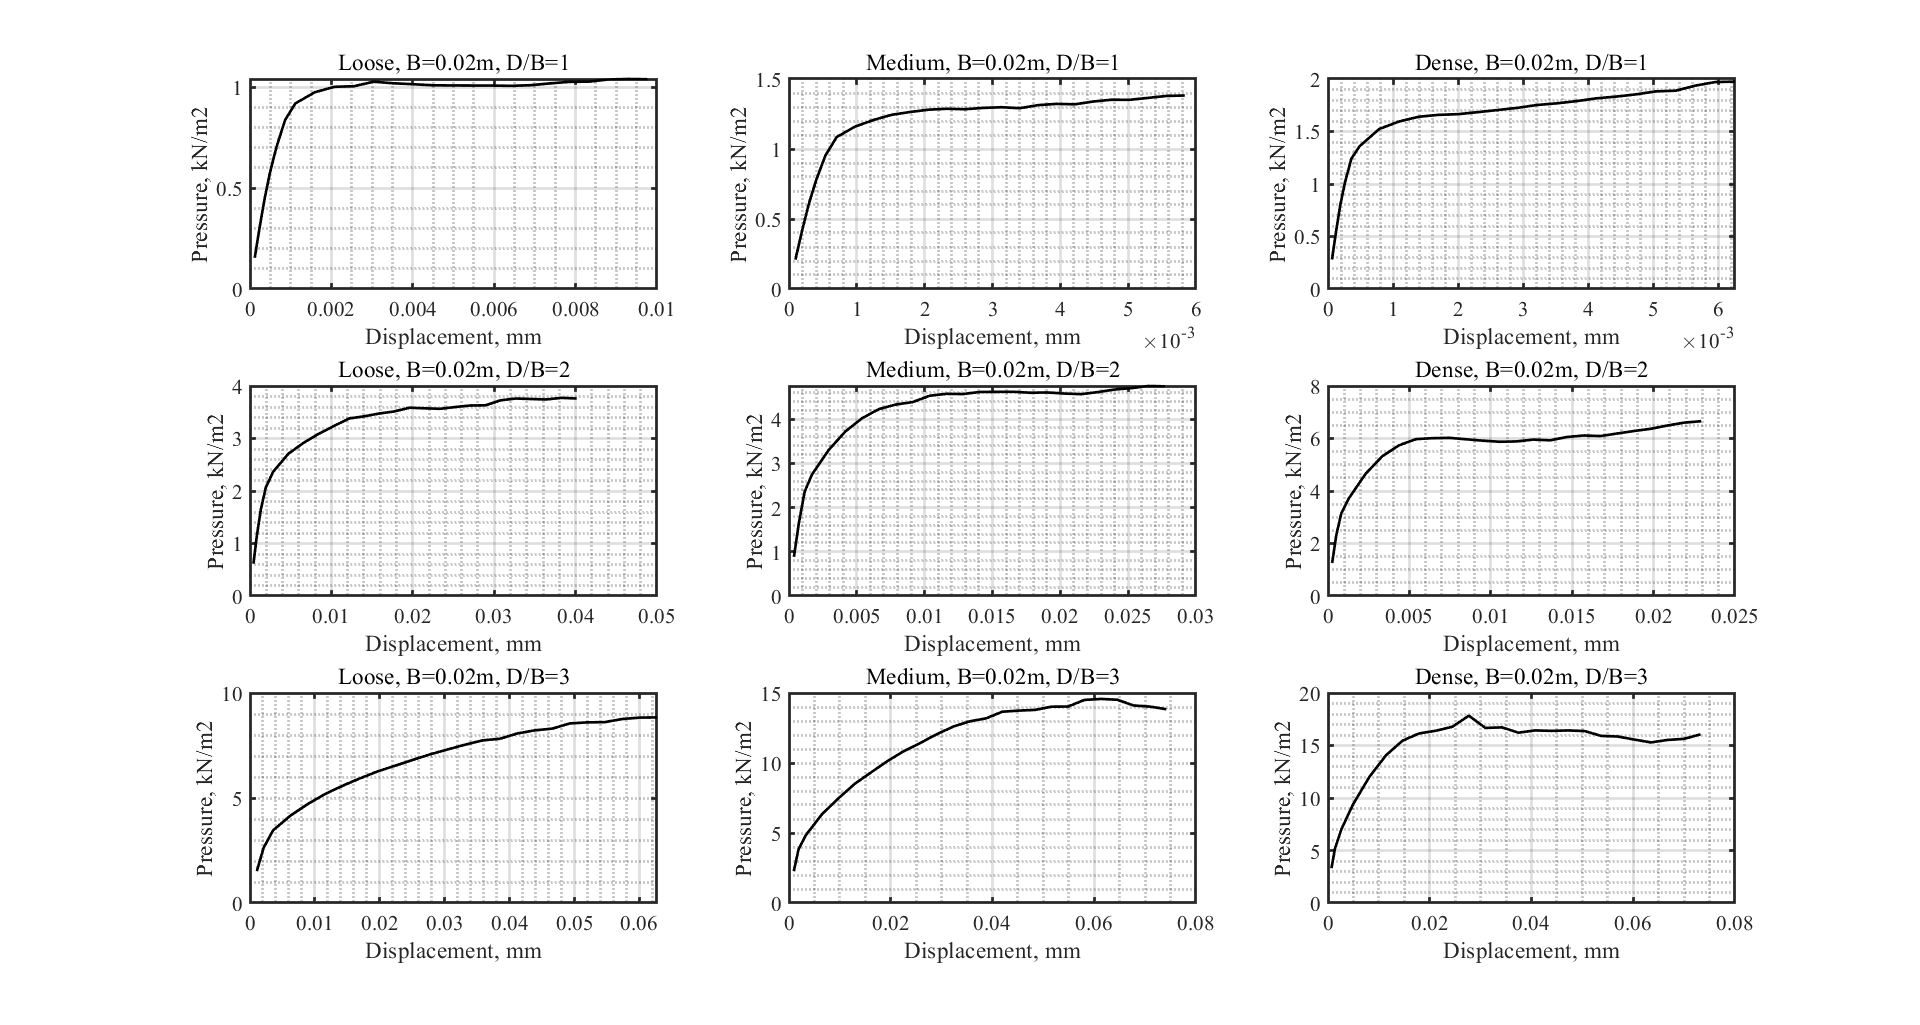 Loose, B=0.02m, D/B=1
Pressure, kN/m2
1
0.5
0
0 0.002 0.004 0.006 0.008 0.01
Displacement, mm
Medium, B=0.02m, D/B=1
Pressure, kN/m2
1.5
1
0.5
0
0 1 2 3 4 5 6
Displacement, mm
×10-3
Dense, B=0.02m, D/B=1
Pressure, kN/m2
2
1.5
1
0.5
0
0 1 2 3 4 5 6
Displacement, mm
×10-3
Loose, B=0.02m, D/B=2
Pressure, kN/m2
4
3
2
1
0
0 0.01 0.02 0.03 0.04 0.05
Displacement, mm
Medium, B=0.02m, D/B=2
Pressure, kN/m2
4
3
2
1
0
0 0.005 0.01 0.015 0.02 0.025 0.03
Displacement, mm
Dense, B=0.02m, D/B=2
Pressure, kN/m2
8
6
4
2
0
0 0.005 0.01 0.015 0.02 0.025
Displacement, mm
Loose, B=0.02m, D/B=3
Pressure, kN/m2
10
5
0
0 0.01 0.02 0.03 0.04 0.05 0.06
Displacement, mm
Medium, B=0.02m, D/B=3
Pressure, kN/m2
15
10
5
0
0 0.02 0.04 0.06 0.08
Displacement, mm
Dense, B=0.02m, D/B=3
Pressure, kN/m2
20
15
10
5
0
0 0.02 0.04 0.06 0.08
Displacement, mm